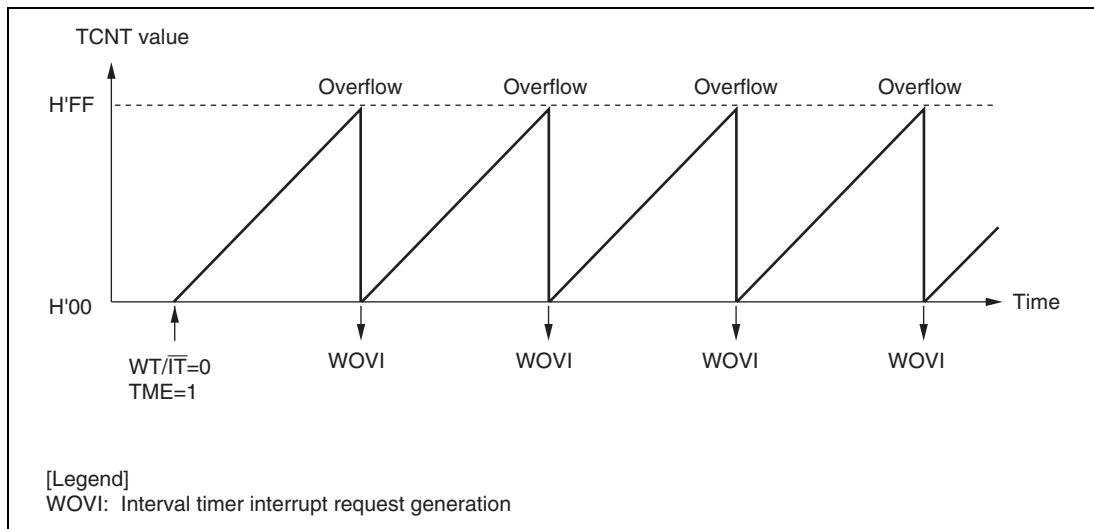 TCNT value
Overflow Overflow Overflow Overflow
H'FF
H'00
Time
WT/I̅T̅=0
TME=1
WOVI WOVI WOVI WOVI
[Legend]
WOVI: Interval timer interrupt request generation